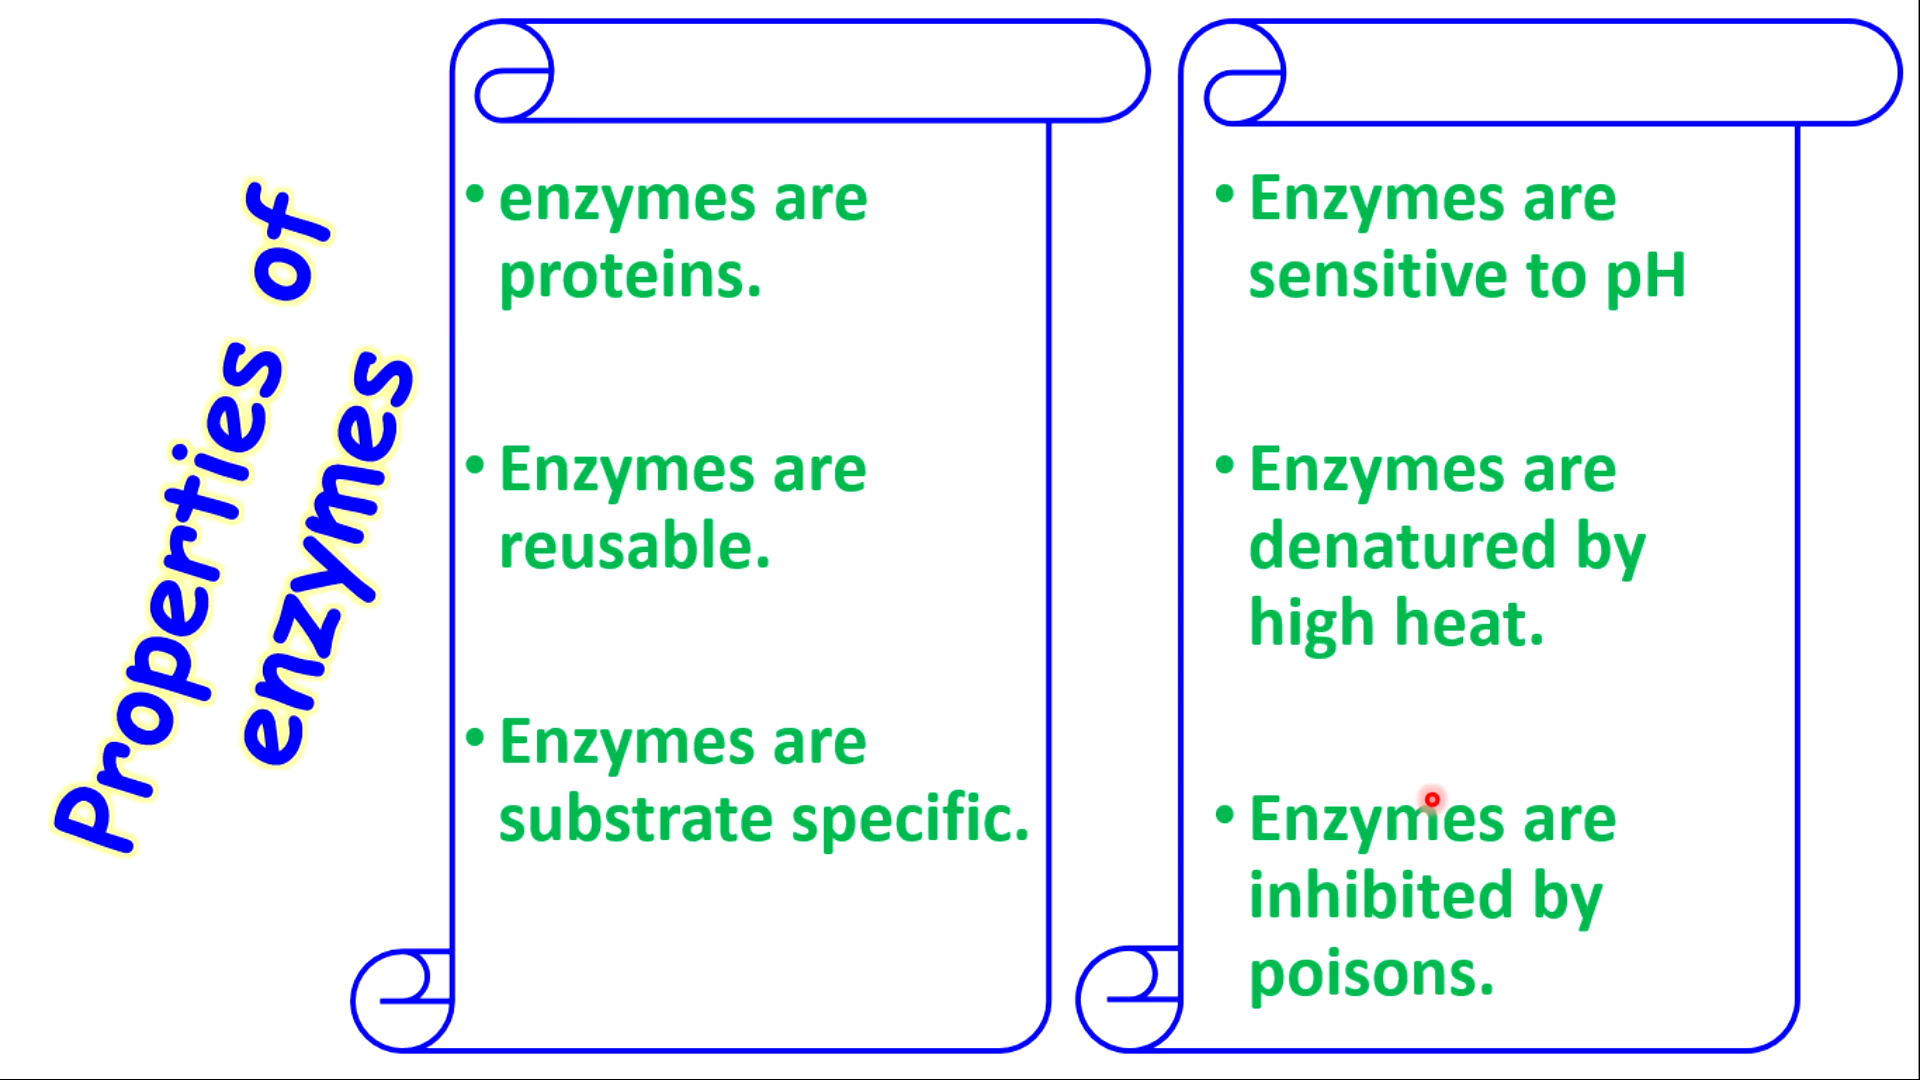 Properties of
enzymes
• enzymes are
proteins.
• Enzymes are
reusable.
• Enzymes are
substrate specific.
• Enzymes are
sensitive to pH
• Enzymes are
denatured by
high heat.
• Enzymes are
inhibited by
poisons.